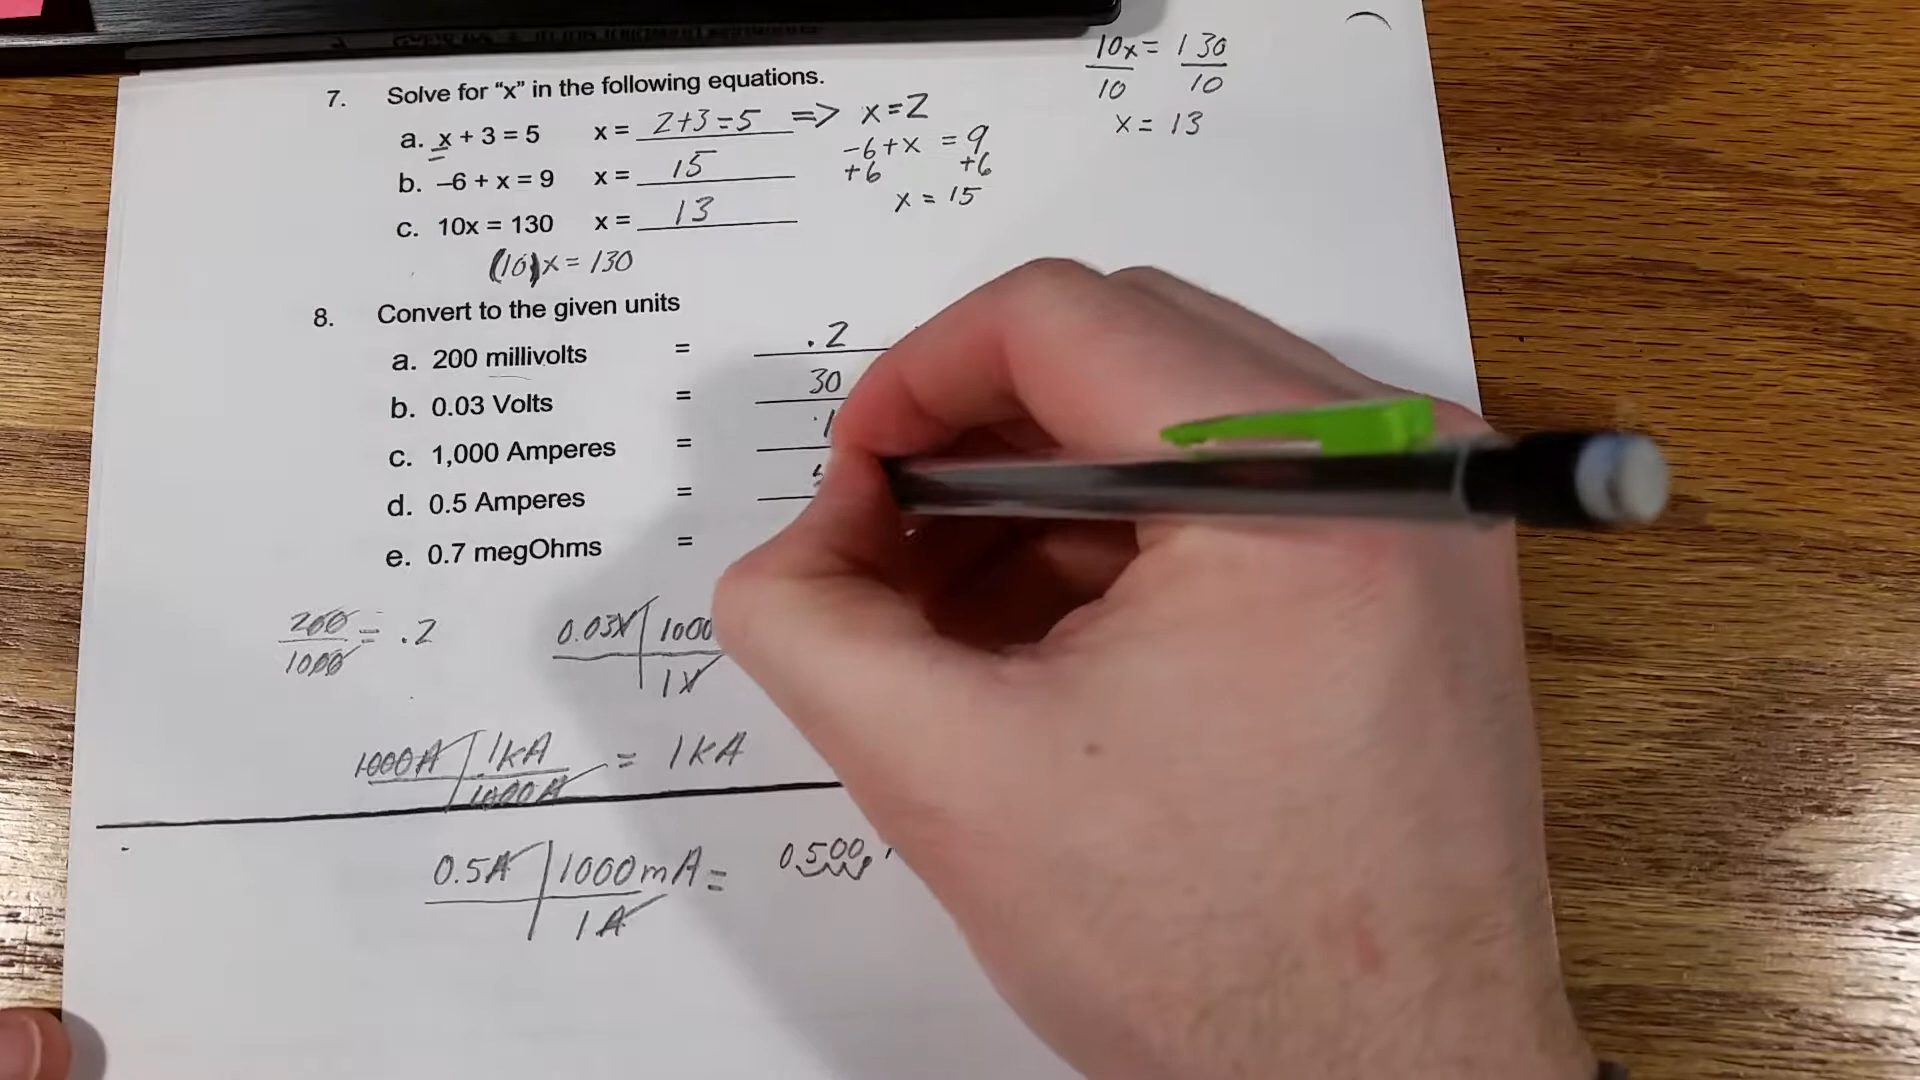 7. Solve for “x” in the following equations.
a. x + 3 = 5 x = 2+3=5 => x=2
b. –6 + x = 9 x = 15
c. 10x = 130 x = 13
(10)x = 130
-6+x = 9
+6 +6
x = 15
10x = 130
10 10
x = 13
8. Convert to the given units
a. 200 millivolts = .2
b. 0.03 Volts = 30
c. 1,000 Amperes = 1
d. 0.5 Amperes =
e. 0.7 megOhms =
200
1000
= .2
0.03V 1000
1V
1000A 1kA
1000A
= 1kA
0.5A 1000mA =
1A
0.500.